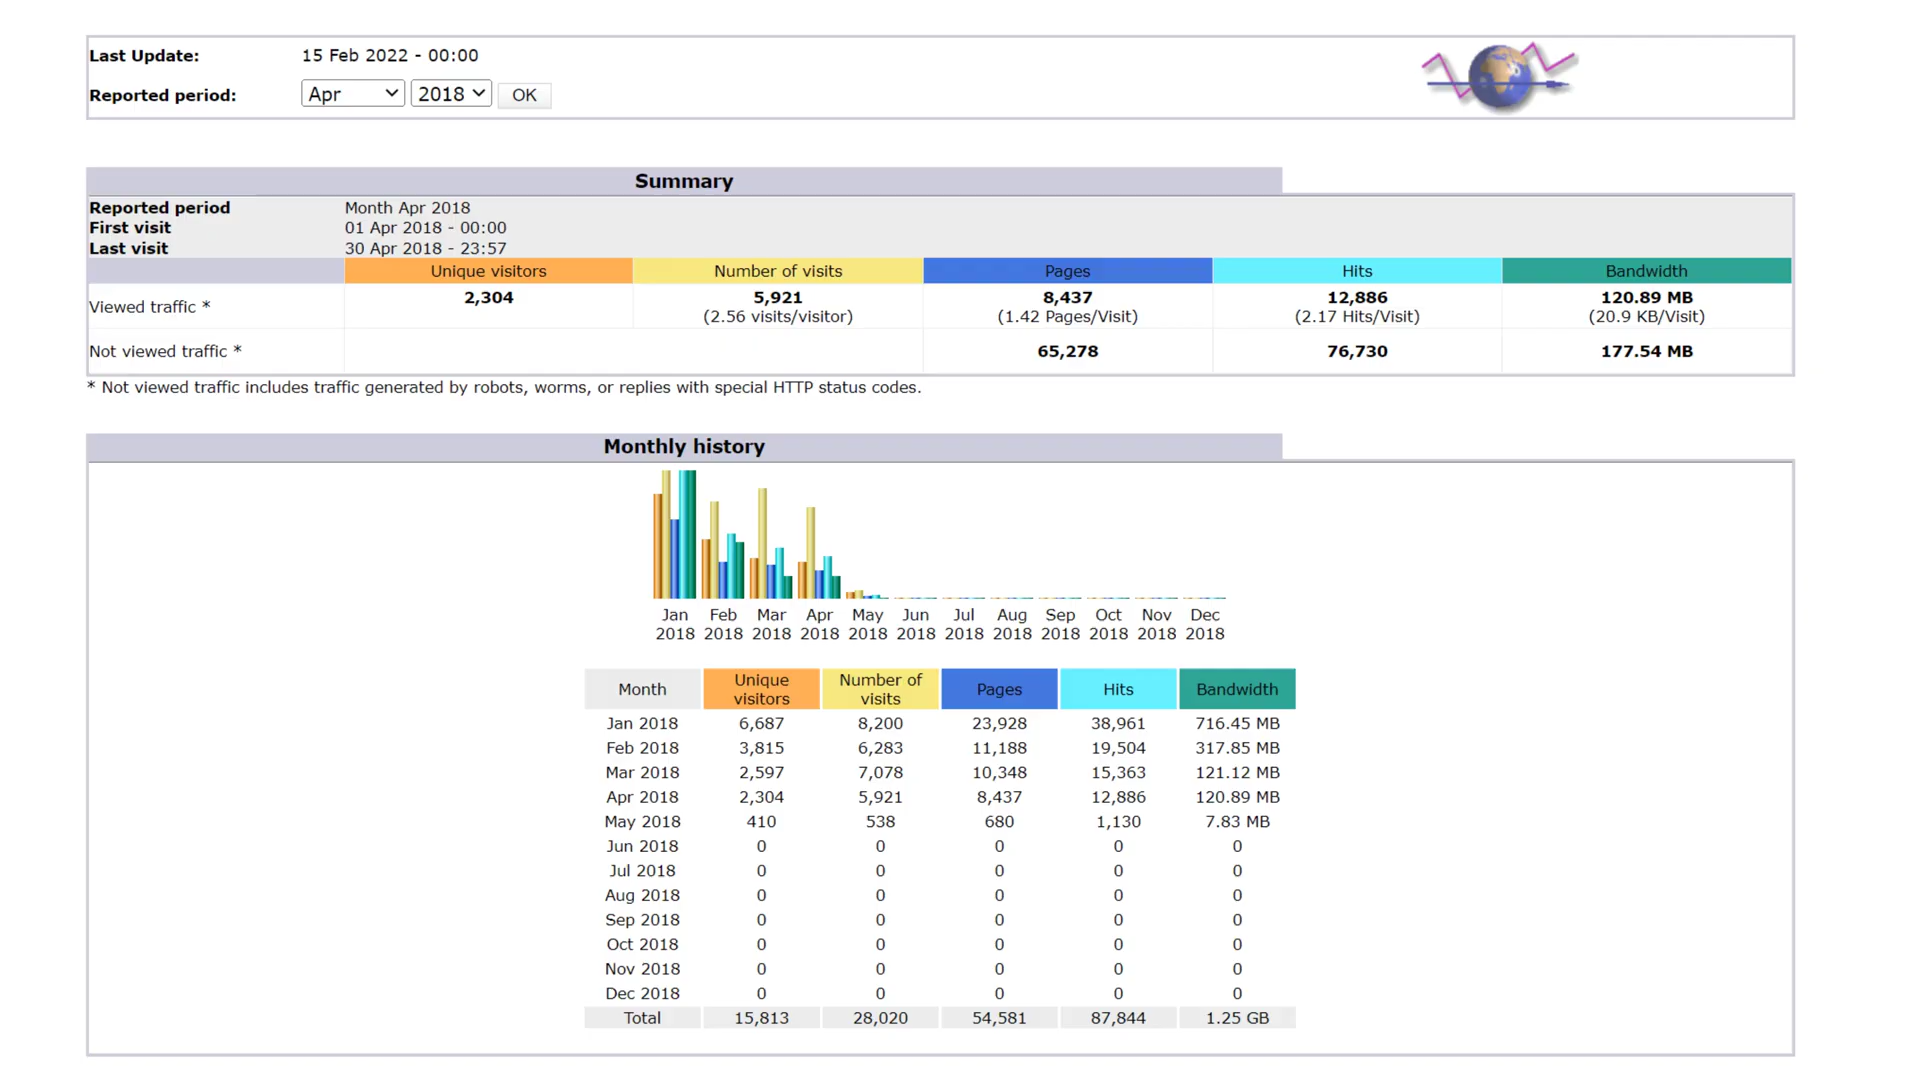 Last Update: 15 Feb 2022 - 00:00
Reported period: Apr 2018 OK
Summary
Reported period Month Apr 2018
First visit 01 Apr 2018 - 00:00
Last visit 30 Apr 2018 - 23:57
Unique visitors Number of visits Pages Hits Bandwidth
Viewed traffic * 2,304 5,921 8,437 12,886 120.89 MB
(2.56 visits/visitor) (1.42 Pages/Visit) (2.17 Hits/Visit) (20.9 KB/Visit)
Not viewed traffic * 65,278 76,730 177.54 MB
* Not viewed traffic includes traffic generated by robots, worms, or replies with special HTTP status codes.
Monthly history
Jan Feb Mar Apr May Jun Jul Aug Sep Oct Nov Dec
2018 2018 2018 2018 2018 2018 2018 2018 2018 2018 2018 2018
Month Unique visitors Number of visits Pages Hits Bandwidth
Jan 2018 6,687 8,200 23,928 38,961 716.45 MB
Feb 2018 3,815 6,283 11,188 19,504 317.85 MB
Mar 2018 2,597 7,078 10,348 15,363 121.12 MB
Apr 2018 2,304 5,921 8,437 12,886 120.89 MB
May 2018 410 538 680 1,130 7.83 MB
Jun 2018 0 0 0 0 0
Jul 2018 0 0 0 0 0
Aug 2018 0 0 0 0 0
Sep 2018 0 0 0 0 0
Oct 2018 0 0 0 0 0
Nov 2018 0 0 0 0 0
Dec 2018 0 0 0 0 0
Total 15,813 28,020 54,581 87,844 1.25 GB